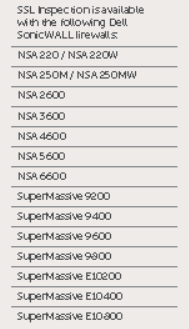 SSL Inspection is available
with the following Dell
SonicWALL firewalls:
NSA 220 / NSA 220W
NSA 250M / NSA 250MW
NSA 2600
NSA 3600
NSA 4600
NSA 5600
NSA 6600
SuperMassive 9200
SuperMassive 9400
SuperMassive 9600
SuperMassive 9800
SuperMassive E10200
SuperMassive E10400
SuperMassive E10800